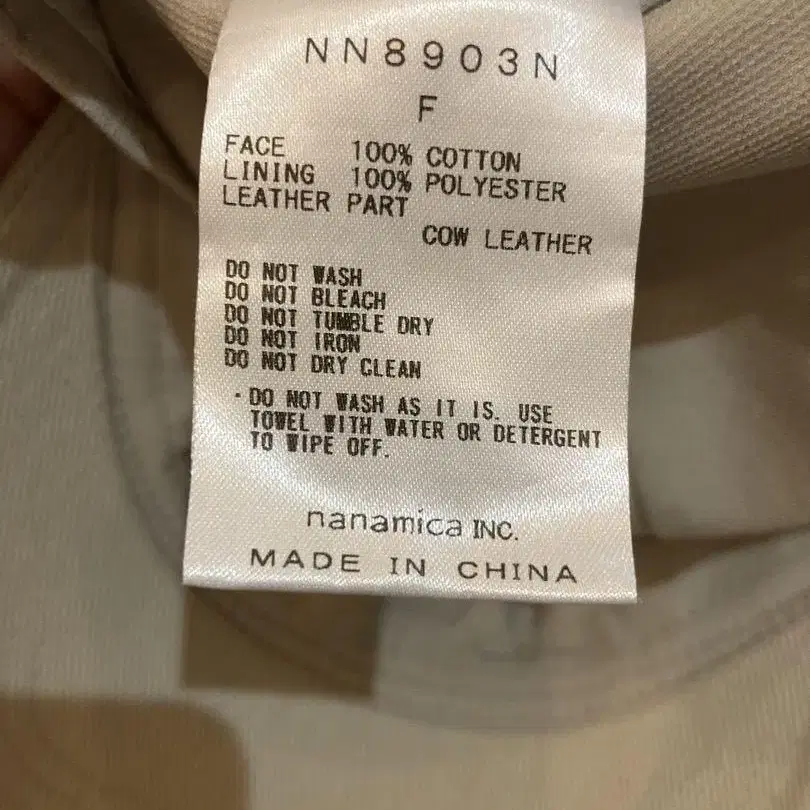 NN8903N
F
FACE 100% COTTON
LINING 100% POLYESTER
LEATHER PART
COW LEATHER
DO NOT WASH
DO NOT BLEACH
DO NOT TUMBLE DRY
DO NOT IRON
DO NOT DRY CLEAN
・DO NOT WASH AS IT IS. USE
TOWEL WITH WATER OR DETERGENT
TO WIPE OFF.
nanamica INC.
MADE IN CHINA